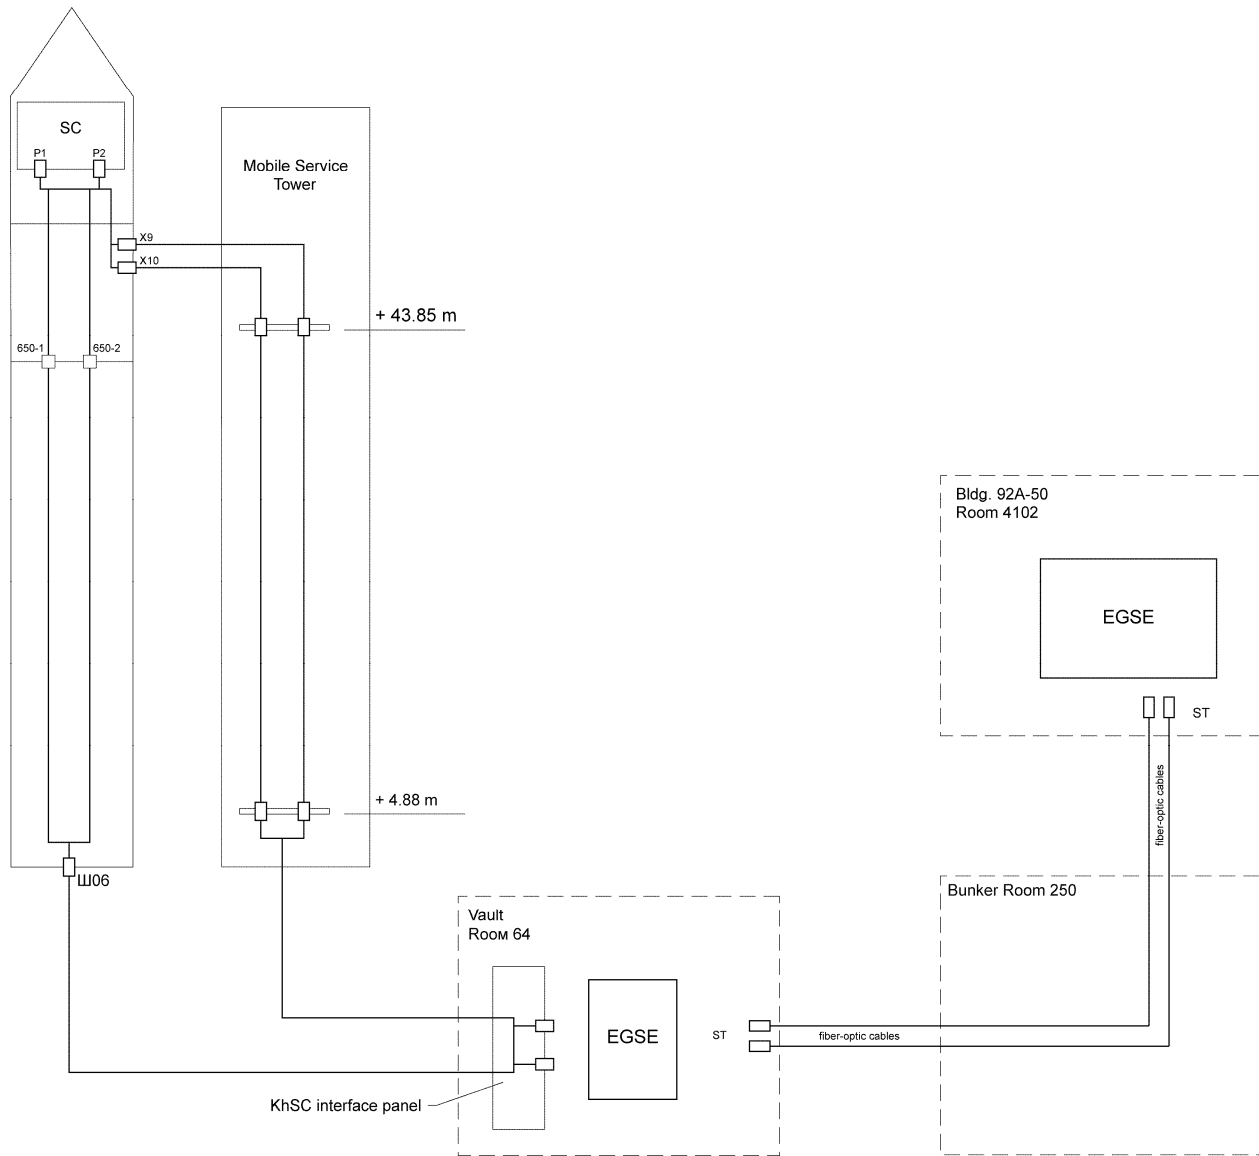 SC
P1
P2
Mobile Service
Tower
X9
X10
+ 43.85 m
650-1
650-2
Bldg. 92A-50
Room 4102
EGSE
ST
fiber-optic cables
+ 4.88 m
Ш06
Bunker Room 250
Vault
Rooм 64
EGSE
ST
fiber-optic cables
KhSC interface panel